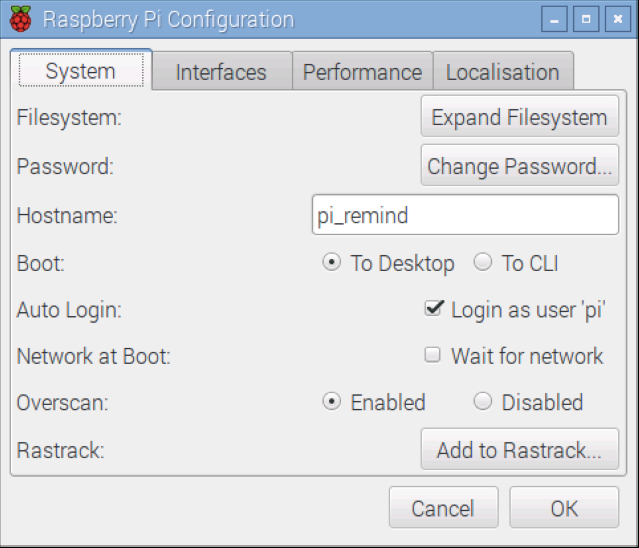 Raspberry Pi Configuration
System Interfaces Performance Localisation
Filesystem: Expand Filesystem
Password: Change Password...
Hostname: pi_remind
Boot: To Desktop To CLI
Auto Login: Login as user 'pi'
Network at Boot: Wait for network
Overscan: Enabled Disabled
Rastrack: Add to Rastrack...
Cancel OK